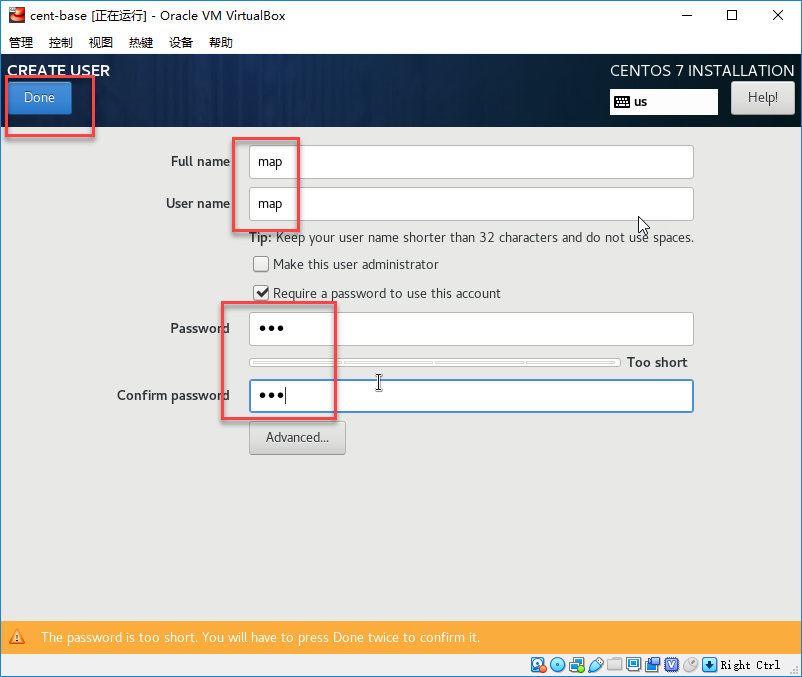 cent-base [正在运行] - Oracle VM VirtualBox
管理 控制 视图 热键 设备 帮助
CREATE USER
CENTOS 7 INSTALLATION
Done
us
Help!
Full name
map
User name
map
Tip: Keep your user name shorter than 32 characters and do not use spaces.
Make this user administrator
Require a password to use this account
Password
●●●
Too short
Confirm password
●●●
Advanced...
The password is too short. You will have to press Done twice to confirm it.
Right Ctrl